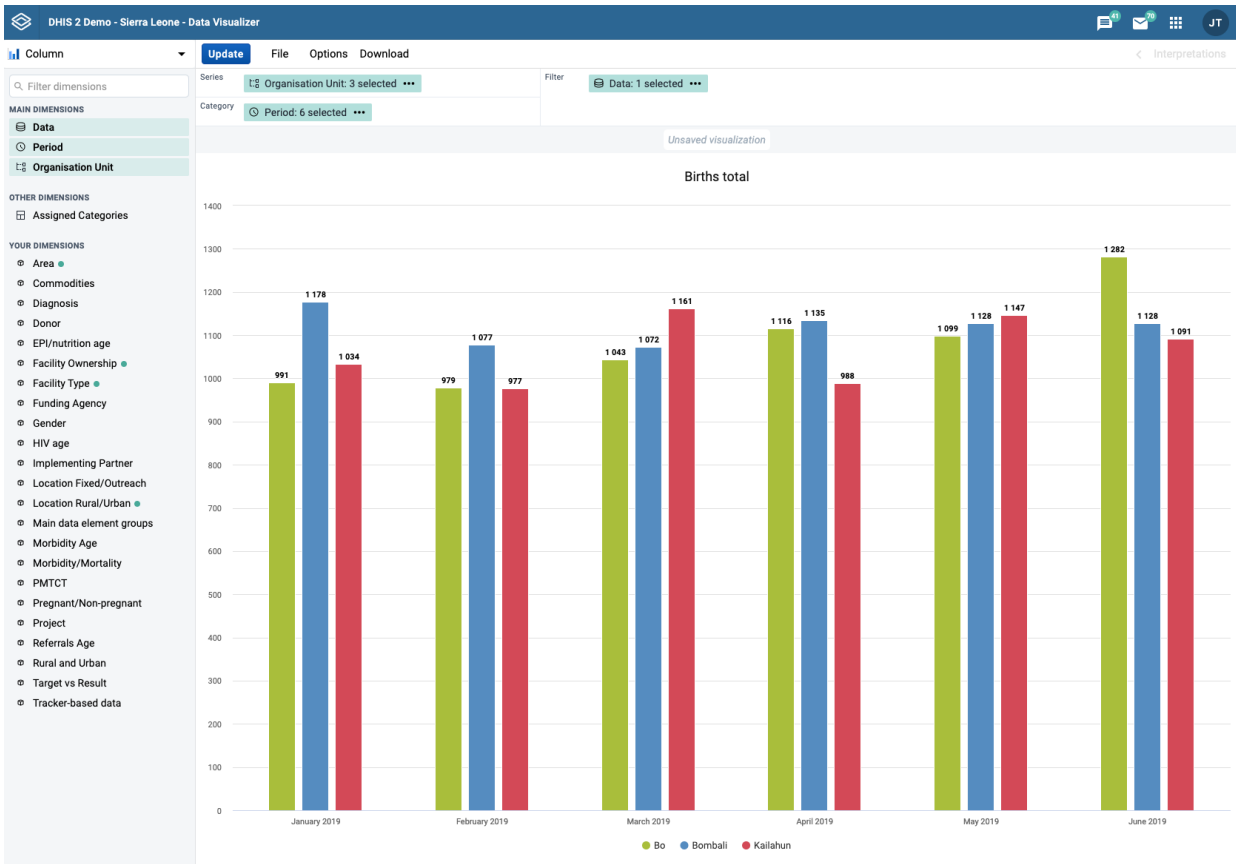 DHIS 2 Demo - Sierra Leone - Data Visualizer
41
70
JT
Column
Update File Options Download
Interpretations
Filter dimensions
MAIN DIMENSIONS
Data
Period
Organisation Unit
OTHER DIMENSIONS
Assigned Categories
YOUR DIMENSIONS
Area
Commodities
Diagnosis
Donor
EPI/nutrition age
Facility Ownership
Facility Type
Funding Agency
Gender
HIV age
Implementing Partner
Location Fixed/Outreach
Location Rural/Urban
Main data element groups
Morbidity Age
Morbidity/Mortality
PMTCT
Pregnant/Non-pregnant
Project
Referrals Age
Rural and Urban
Target vs Result
Tracker-based data
Series
Organisation Unit: 3 selected •••
Filter
Data: 1 selected •••
Category
Period: 6 selected •••
Unsaved visualization
Births total
1400
1300
1200
1100
1000
900
800
700
600
500
400
300
200
100
0
991 1 178 1 034
979 1 077 977
1 043 1 072 1 161
1 116 1 135 988
1 099 1 128 1 147
1 282 1 128 1 091
January 2019 February 2019 March 2019 April 2019 May 2019 June 2019
Bo Bombali Kailahun